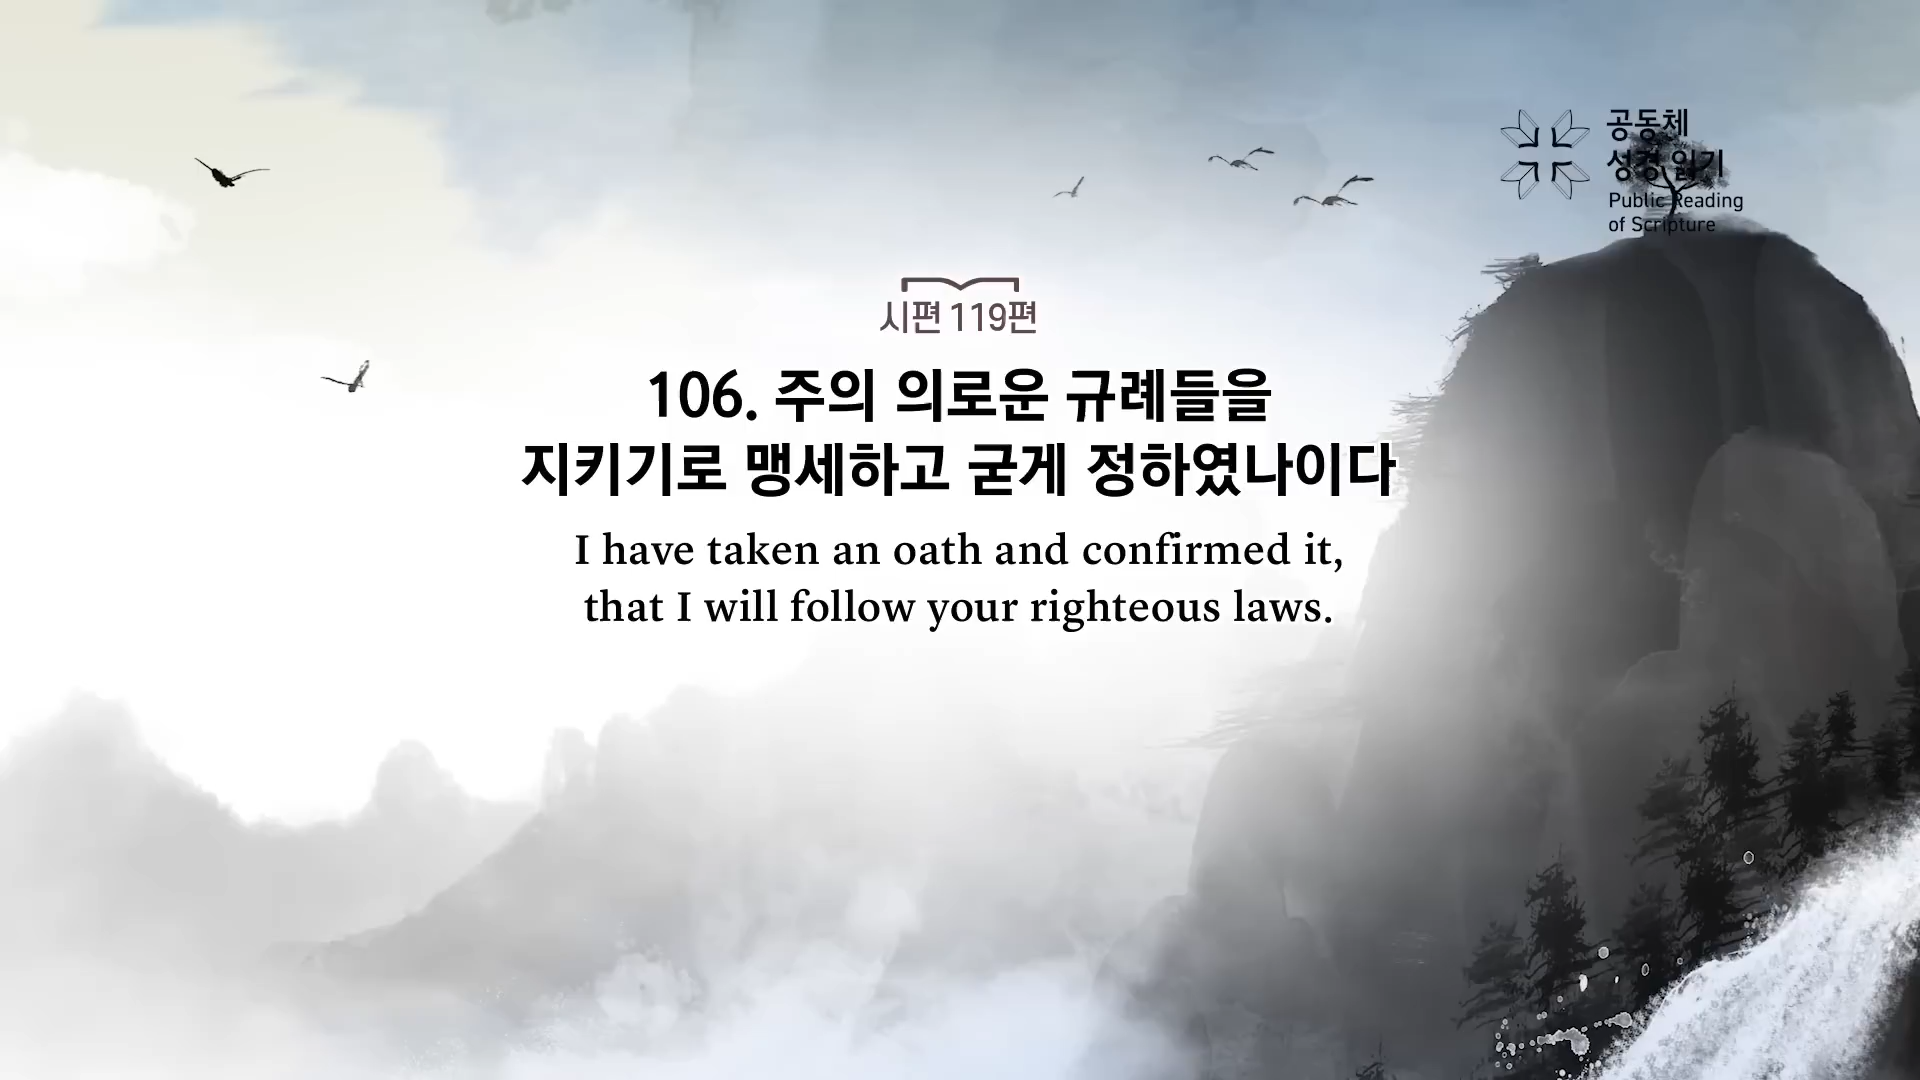 공동체
성경 읽기
Public Reading
of Scripture
시편 119편
106. 주의 의로운 규례들을
지키기로 맹세하고 굳게 정하였나이다
I have taken an oath and confirmed it,
that I will follow your righteous laws.